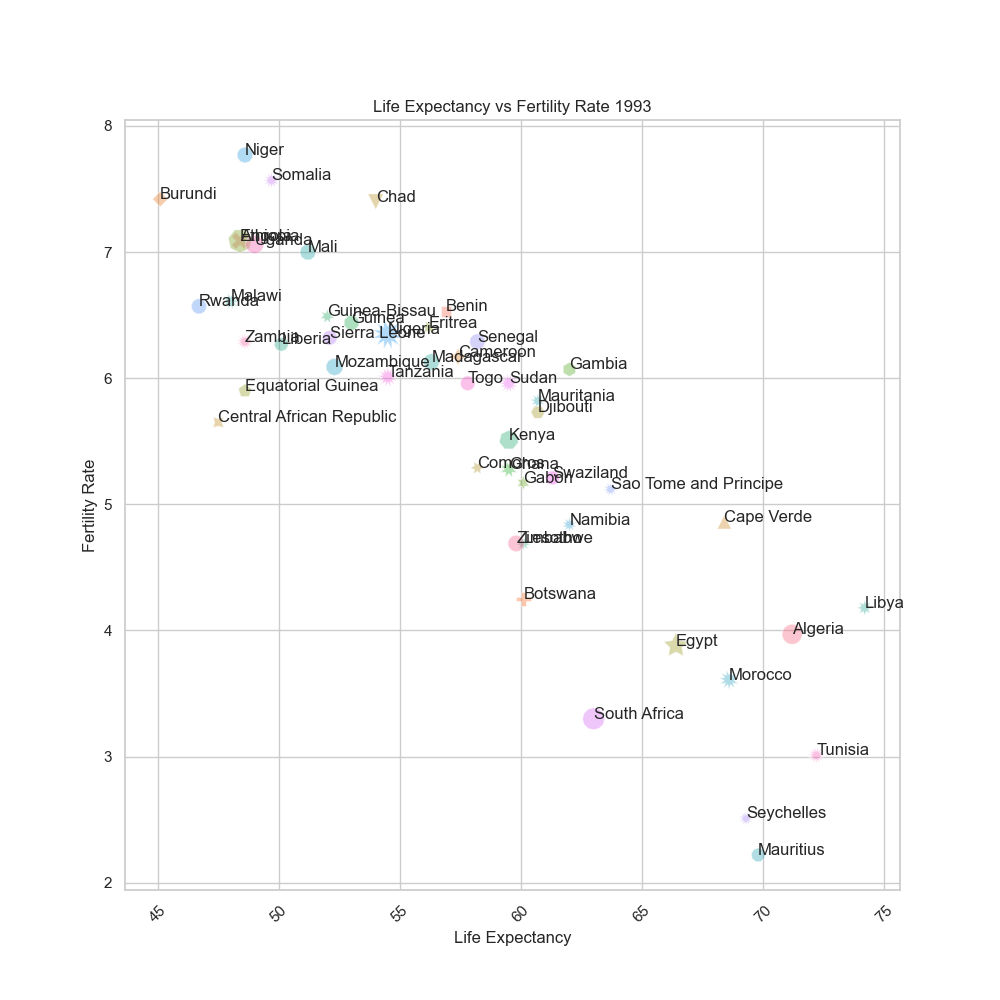 Life Expectancy vs Fertility Rate 1993
8
Niger
Somalia
Burundi
Chad
Ethiopia
Angola
Uganda
7
Mali
Malawi
Rwanda
Benin
Guinea-Bissau
Guinea
Eritrea
Nigeria
Sierra Leone
Zambia
Liberia
Senegal
Cameroon
Madagascar
Mozambique
Gambia
Tanzania
6
Togo
Sudan
Equatorial Guinea
Mauritania
Djibouti
Central African Republic
Kenya
Comoros
Ghana
Swaziland
Gabon
Sao Tome and Principe
5
Cape Verde
Namibia
Zimbabwe
Lesotho
Botswana
Libya
4
Algeria
Egypt
Morocco
South Africa
3
Tunisia
Seychelles
Mauritius
2
Fertility Rate
45
50
55
60
65
70
75
Life Expectancy